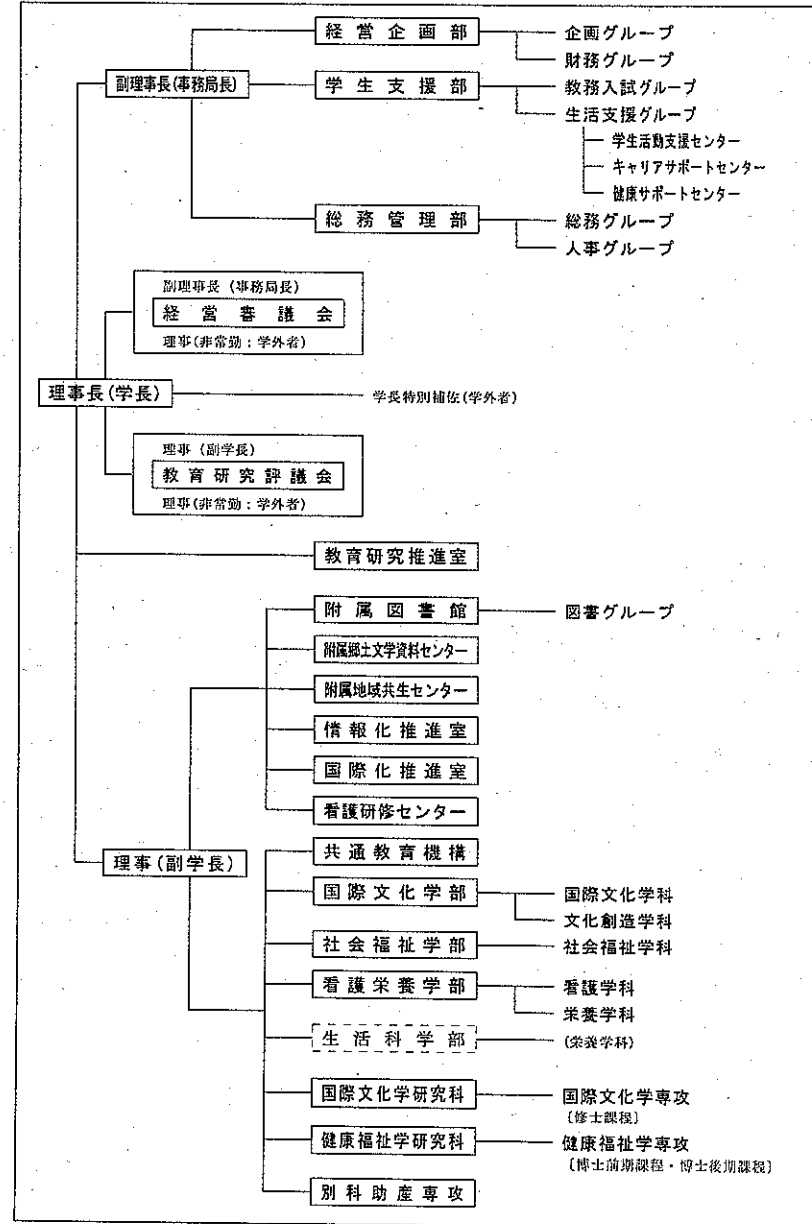 経営企画部
企画グループ
財務グループ
副理事長(事務局長)
学生支援部
教務入試グループ
生活支援グループ
学生活動支援センター
キャリアサポートセンター
健康サポートセンター
総務管理部
総務グループ
人事グループ
副理事長(事務局長)
経営審議会
理事(非常勤:学外者)
理事長(学長)
学長特別補佐(学外者)
理事(副学長)
教育研究評議会
理事(非常勤:学外者)
教育研究推進室
附属図書館
図書グループ
附属郷土文学資料センター
附属地域共生センター
情報化推進室
国際化推進室
看護研修センター
理事(副学長)
共通教育機構
国際文化学部
国際文化学科
文化創造学科
社会福祉学部
社会福祉学科
看護栄養学部
看護学科
栄養学科
生活科学部
(栄養学科)
国際文化学研究科
国際文化学専攻
〔修士課程〕
健康福祉学研究科
健康福祉学専攻
〔博士前期課程・博士後期課程〕
別科助産専攻